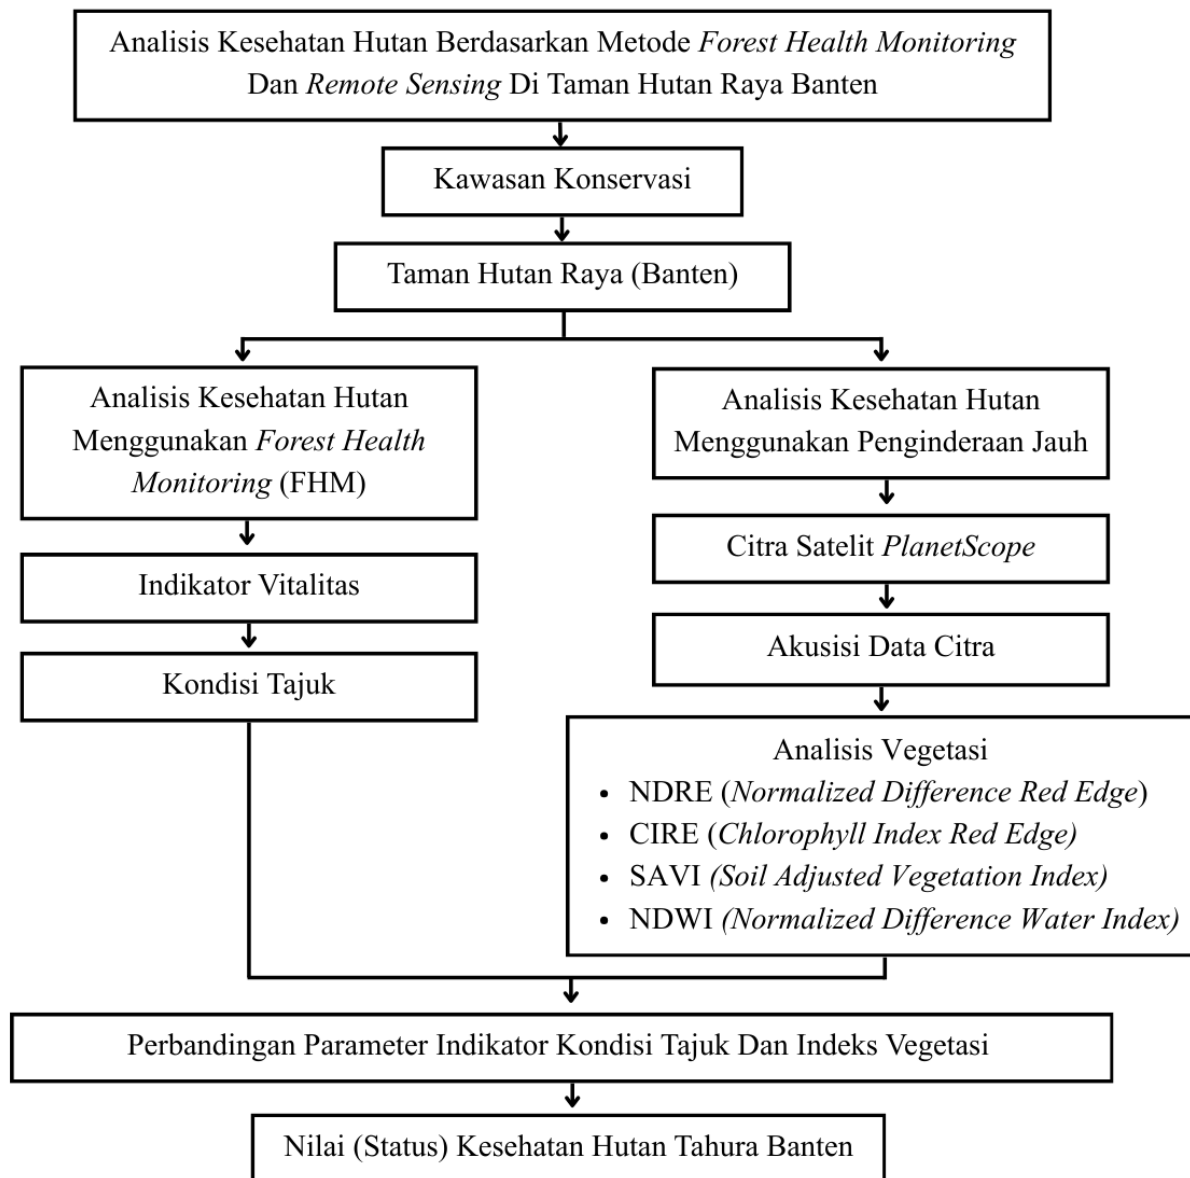 Analisis Kesehatan Hutan Berdasarkan Metode Forest Health Monitoring
Dan Remote Sensing Di Taman Hutan Raya Banten
Kawasan Konservasi
Taman Hutan Raya (Banten)
Analisis Kesehatan Hutan
Menggunakan Forest Health
Monitoring (FHM)
Indikator Vitalitas
Kondisi Tajuk
Analisis Kesehatan Hutan
Menggunakan Penginderaan Jauh
Citra Satelit PlanetScope
Akusisi Data Citra
Analisis Vegetasi
• NDRE (Normalized Difference Red Edge)
• CIRE (Chlorophyll Index Red Edge)
• SAVI (Soil Adjusted Vegetation Index)
• NDWI (Normalized Difference Water Index)
Perbandingan Parameter Indikator Kondisi Tajuk Dan Indeks Vegetasi
Nilai (Status) Kesehatan Hutan Tahura Banten